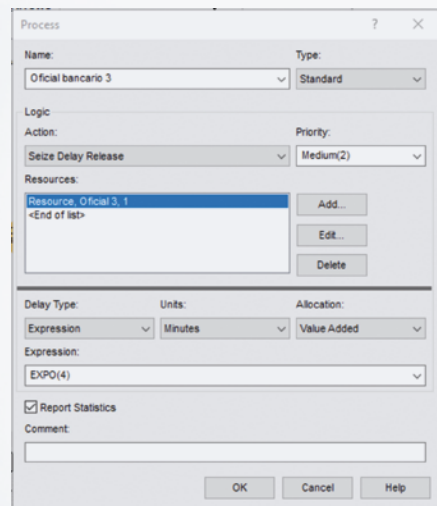 Process ? ×
Name: Type:
Oficial bancario 3 Standard
Logic
Action: Priority:
Seize Delay Release Medium(2)
Resources:
Resource, Oficial 3, 1
<End of list>
Add...
Edit...
Delete
Delay Type: Units: Allocation:
Expression Minutes Value Added
Expression:
EXPO(4)
Report Statistics
Comment:
OK Cancel Help